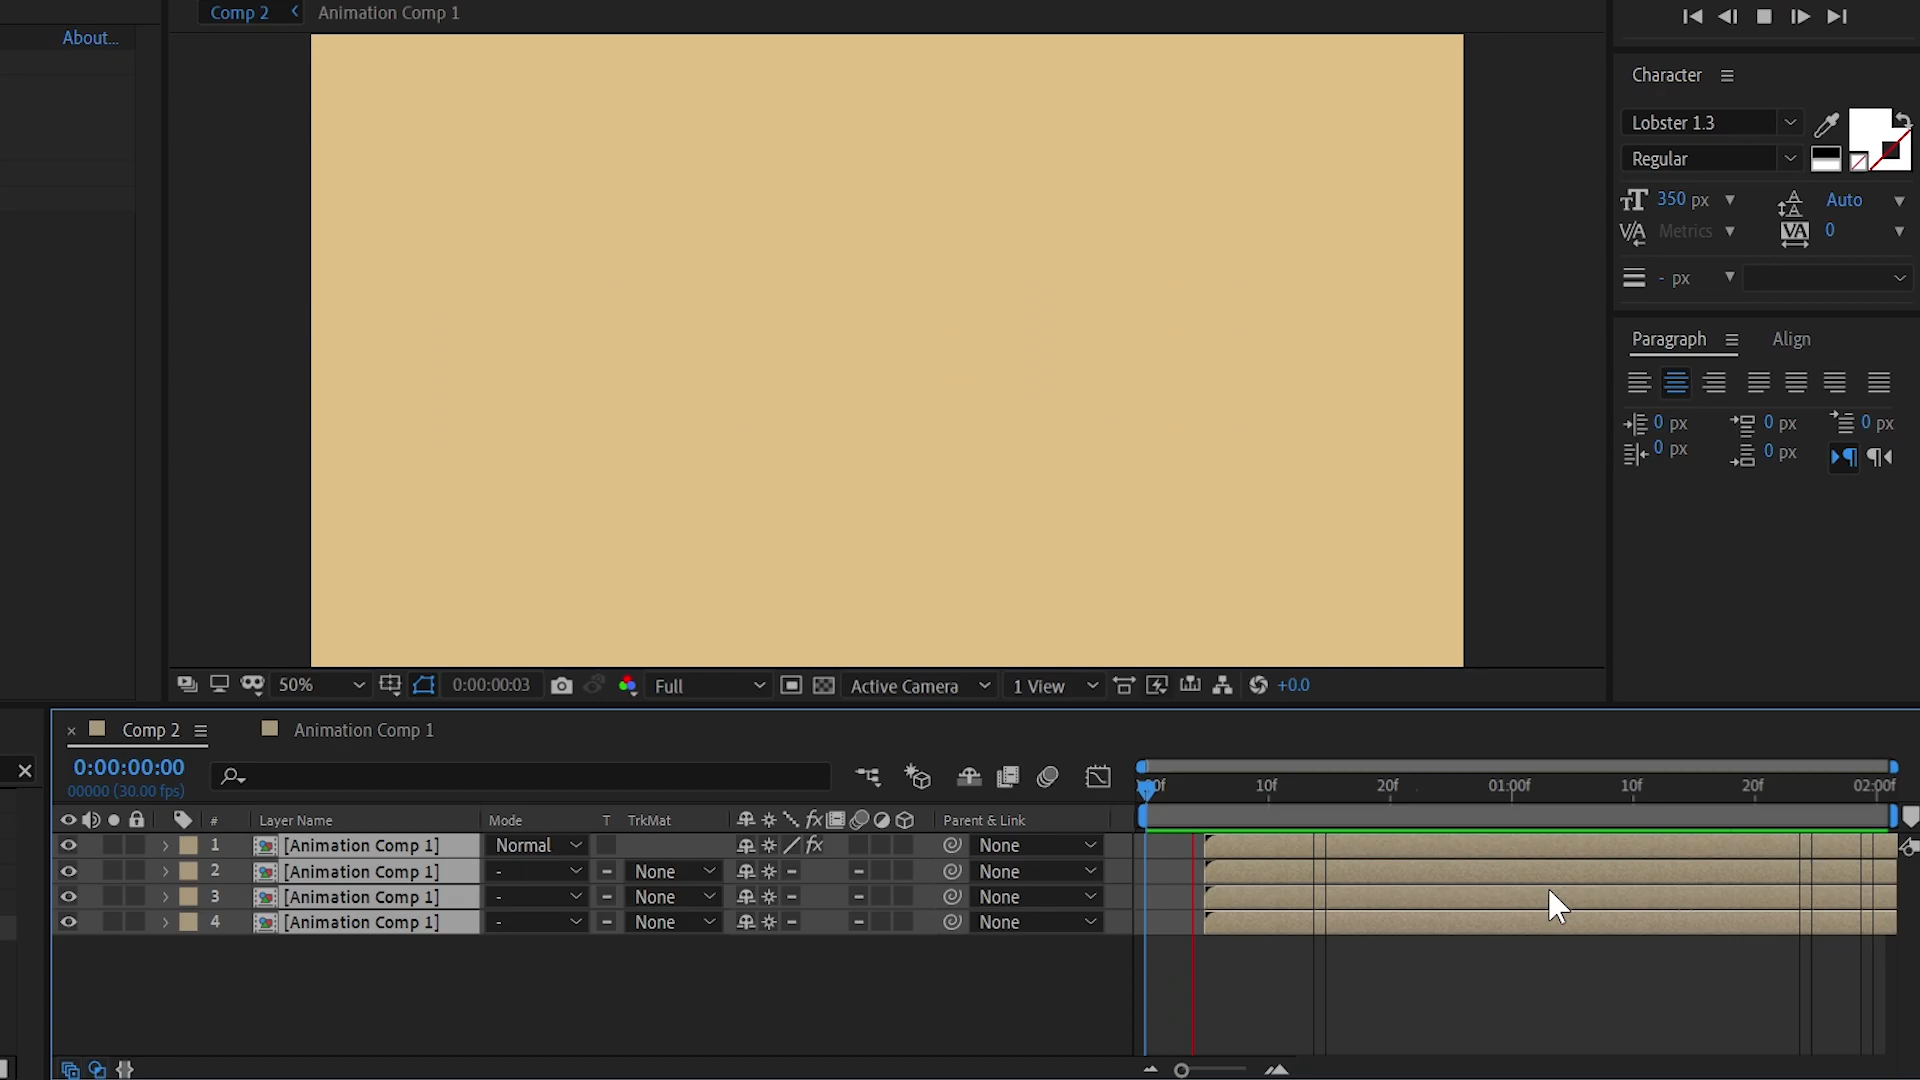 Comp 2
Animation Comp 1
About...
Character
Lobster 1.3
Regular
350 px
Auto
Metrics
0
- px
Paragraph
Align
0 px
0 px
0 px
0 px
0 px
50%
0:00:00:03
Full
Active Camera
1 View
+0.0
Comp 2
Animation Comp 1
0:00:00:00
00000 (30.00 fps)
10f
20f
01:00f
10f
20f
02:00f
#
Layer Name
Mode
T
TrkMat
fx
Parent & Link
1
[Animation Comp 1]
Normal
fx
None
2
[Animation Comp 1]
-
None
None
3
[Animation Comp 1]
-
None
None
4
[Animation Comp 1]
-
None
None